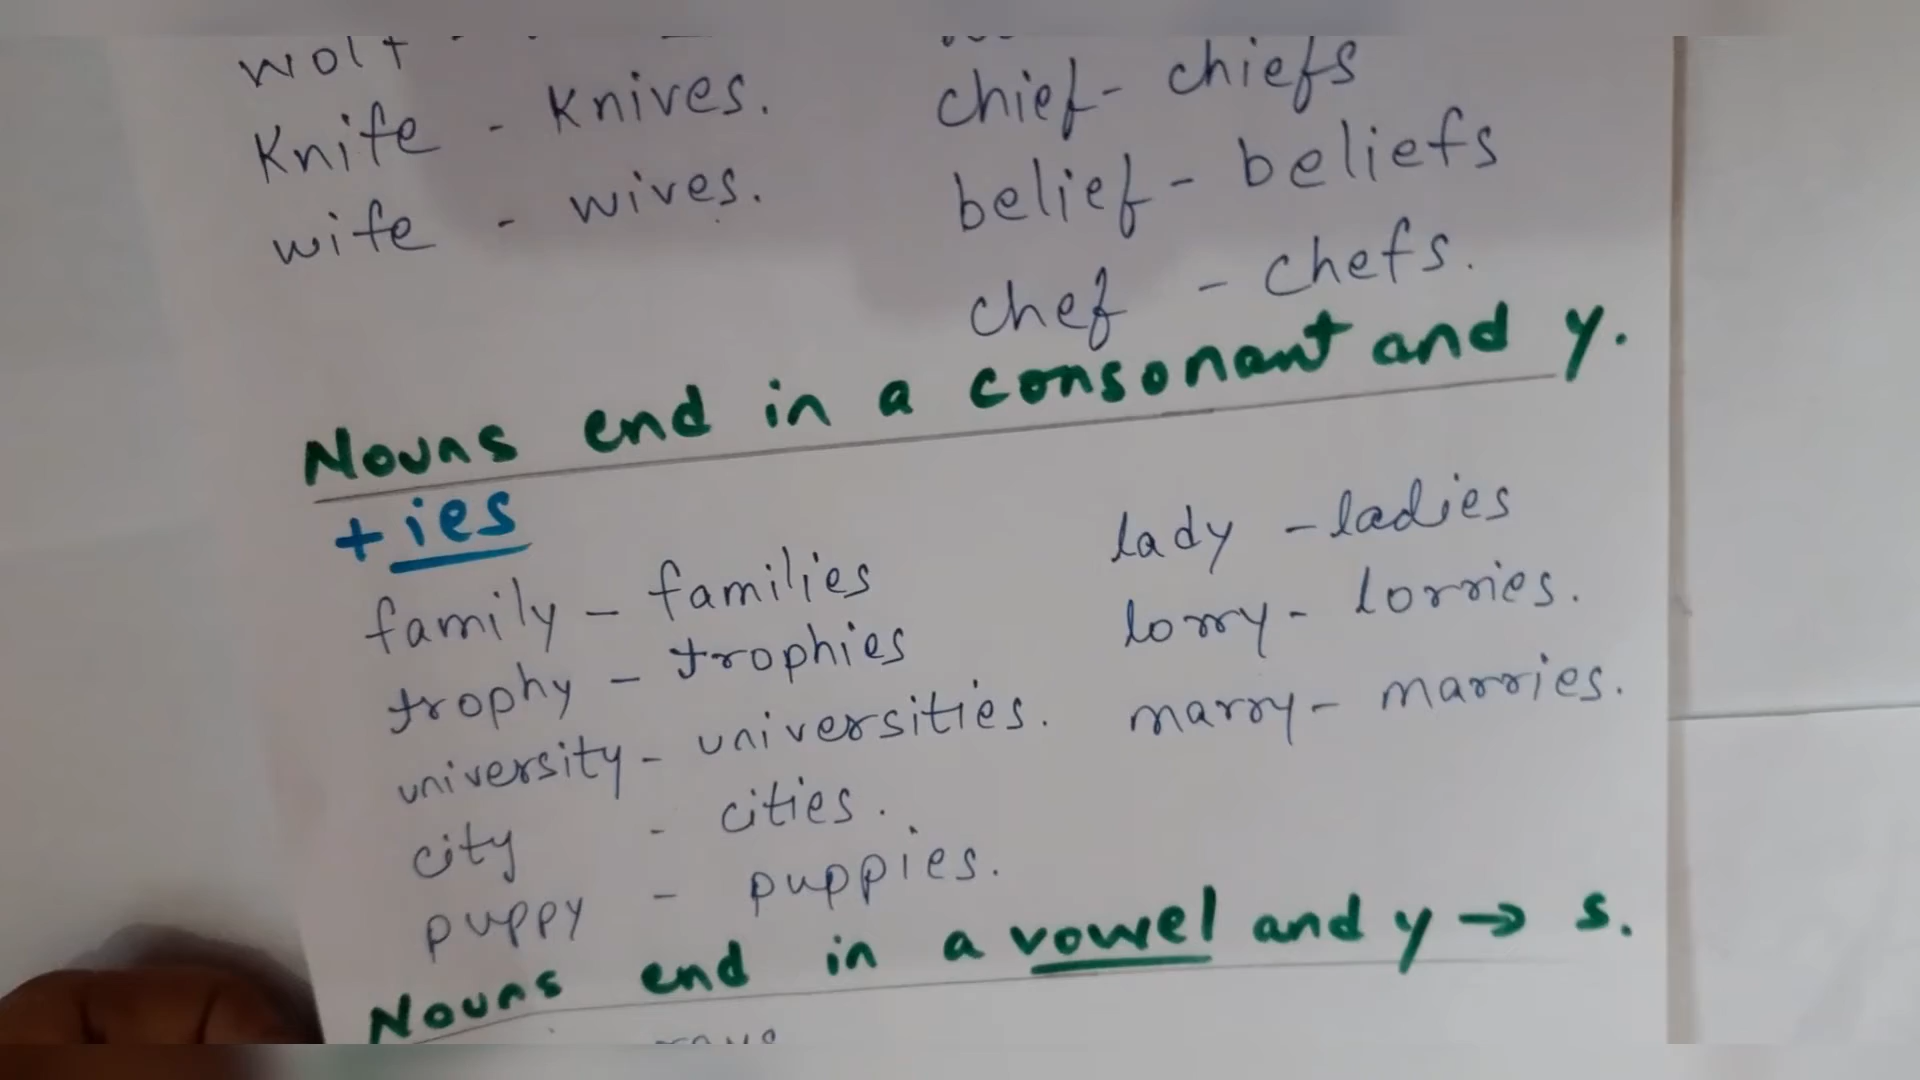 wolf -
Knife - Knives.
wife - wives.
chief - chiefs
belief - beliefs
chef - chefs.
Nouns end in a consonant and y.
+ies
family - families
trophy - trophies
university - universities.
city - cities.
puppy - puppies.
lady - ladies
lorry - lorries.
marry - marries.
Nouns end in a vowel and y → s.